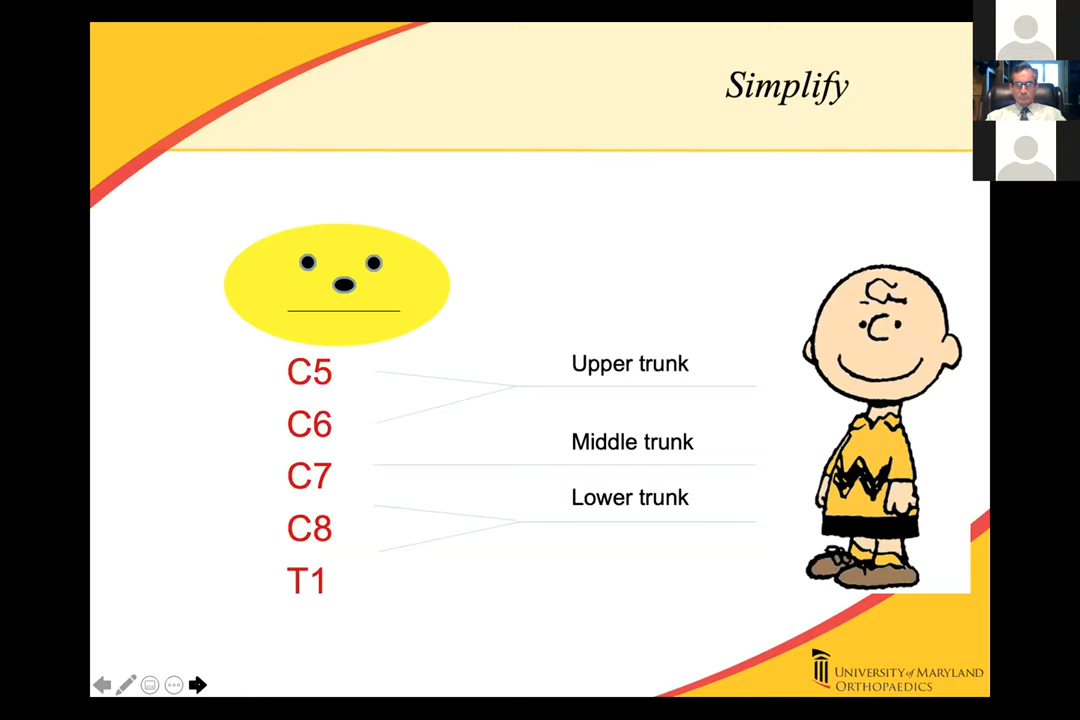 Simplify
C5
C6
C7
C8
T1
Upper trunk
Middle trunk
Lower trunk
UNIVERSITY of MARYLAND
ORTHOPAEDICS